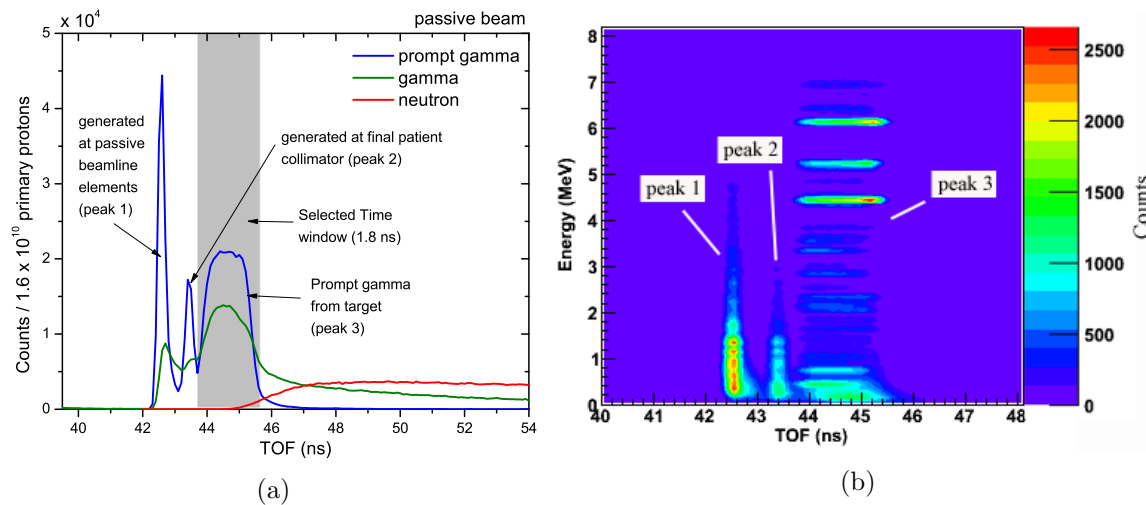 x 10⁴
passive beam
prompt gamma
gamma
neutron
generated
at passive
beamline
elements
(peak 1)
generated at final patient
collimator (peak 2)
Selected Time
window (1.8 ns)
Prompt gamma
from target
(peak 3)
Counts / 1.6 x 10¹⁰ primary protons
5
4
3
2
1
0
40
42
44
46
48
50
52
54
TOF (ns)
(a)
peak 1
peak 2
peak 3
Energy (MeV)
8
7
6
5
4
3
2
1
0
40
41
42
43
44
45
46
47
48
TOF (ns)
2500
2000
1500
1000
500
0
Counts
(b)